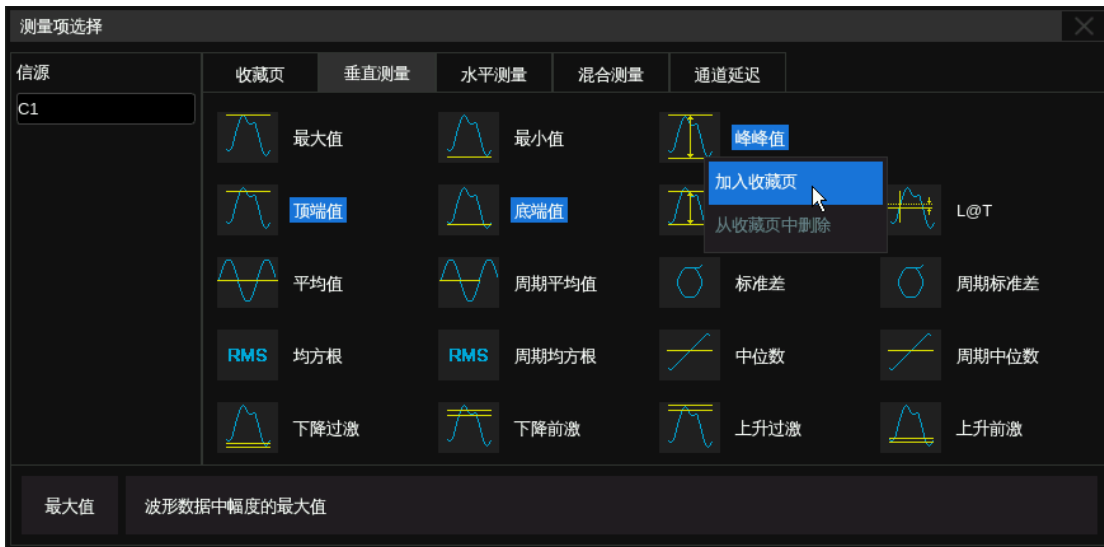 测量项选择
信源
C1
收藏页 垂直测量 水平测量 混合测量 通道延迟
最大值 最小值 峰峰值
加入收藏页
从收藏页中删除
顶端值 底端值 L@T
平均值 周期平均值 标准差 周期标准差
RMS 均方根 RMS 周期均方根 中位数 周期中位数
下降过激 下降前激 上升过激 上升前激
最大值 波形数据中幅度的最大值